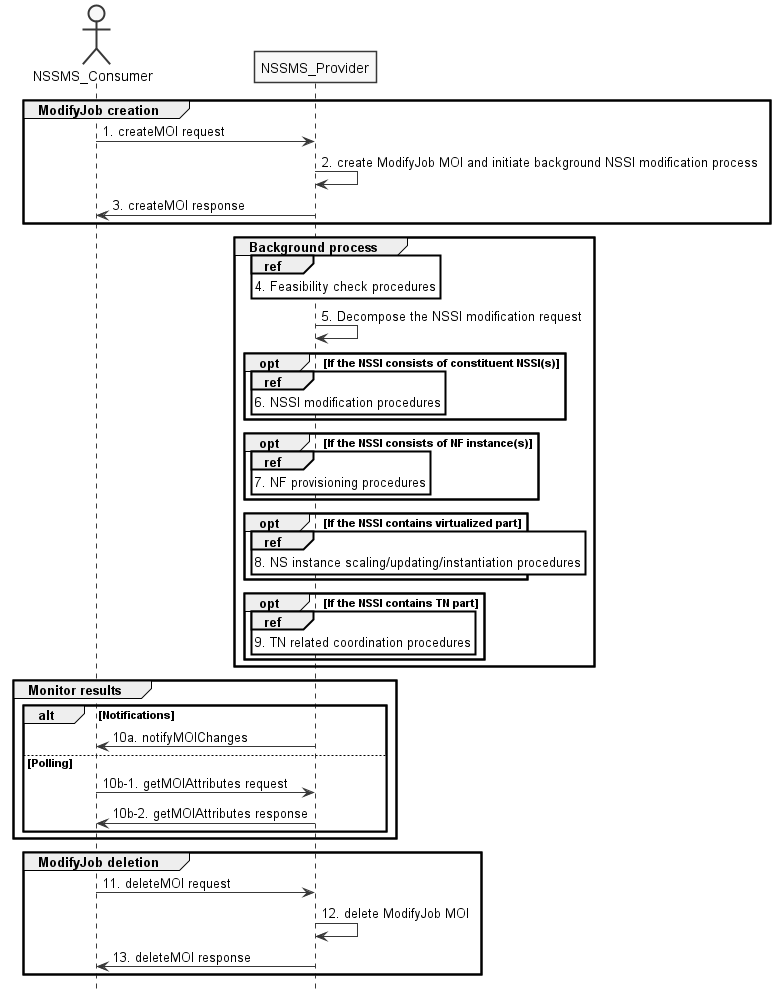 NSSMS_Consumer
NSSMS_Provider
ModifyJob creation
1. createMOI request
2. create ModifyJob MOI and initiate background NSSI modification process
3. createMOI response
Background process
ref
4. Feasibility check procedures
5. Decompose the NSSI modification request
opt [If the NSSI consists of constituent NSSI(s)]
ref
6. NSSI modification procedures
opt [If the NSSI consists of NF instance(s)]
ref
7. NF provisioning procedures
opt [If the NSSI contains virtualized part]
ref
8. NS instance scaling/updating/instantiation procedures
opt [If the NSSI contains TN part]
ref
9. TN related coordination procedures
Monitor results
alt [Notifications]
10a. notifyMOIChanges
[Polling]
10b-1. getMOIAttributes request
10b-2. getMOIAttributes response
ModifyJob deletion
11. deleteMOI request
12. delete ModifyJob MOI
13. deleteMOI response